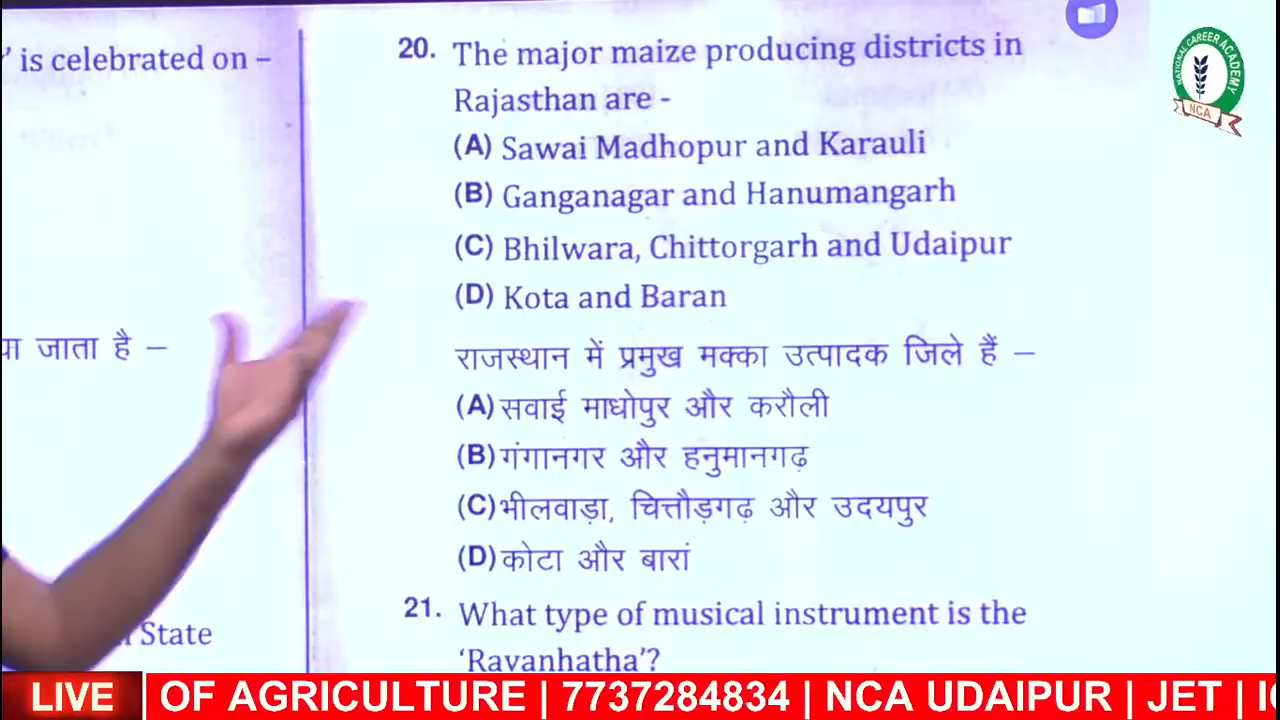 ’ is celebrated on –
या जाता है –
State
20. The major maize producing districts in
Rajasthan are -
(A) Sawai Madhopur and Karauli
(B) Ganganagar and Hanumangarh
(C) Bhilwara, Chittorgarh and Udaipur
(D) Kota and Baran
राजस्थान में प्रमुख मक्का उत्पादक जिले हैं –
(A) सवाई माधोपुर और करौली
(B) गंगानगर और हनुमानगढ़
(C) भीलवाड़ा, चित्तौड़गढ़ और उदयपुर
(D) कोटा और बारां
21. What type of musical instrument is the
‘Ravanhatha’?
NATIONAL CAREER ACADEMY
NCA
LIVE OF AGRICULTURE | 7737284834 | NCA UDAIPUR | JET |